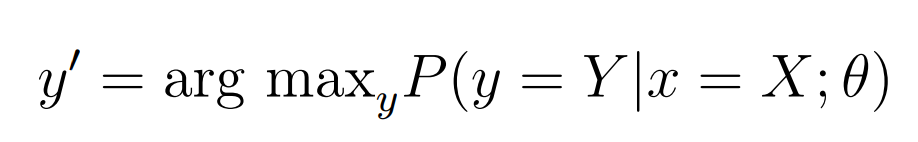 y′ = arg max_y P(y = Y|x = X; θ)